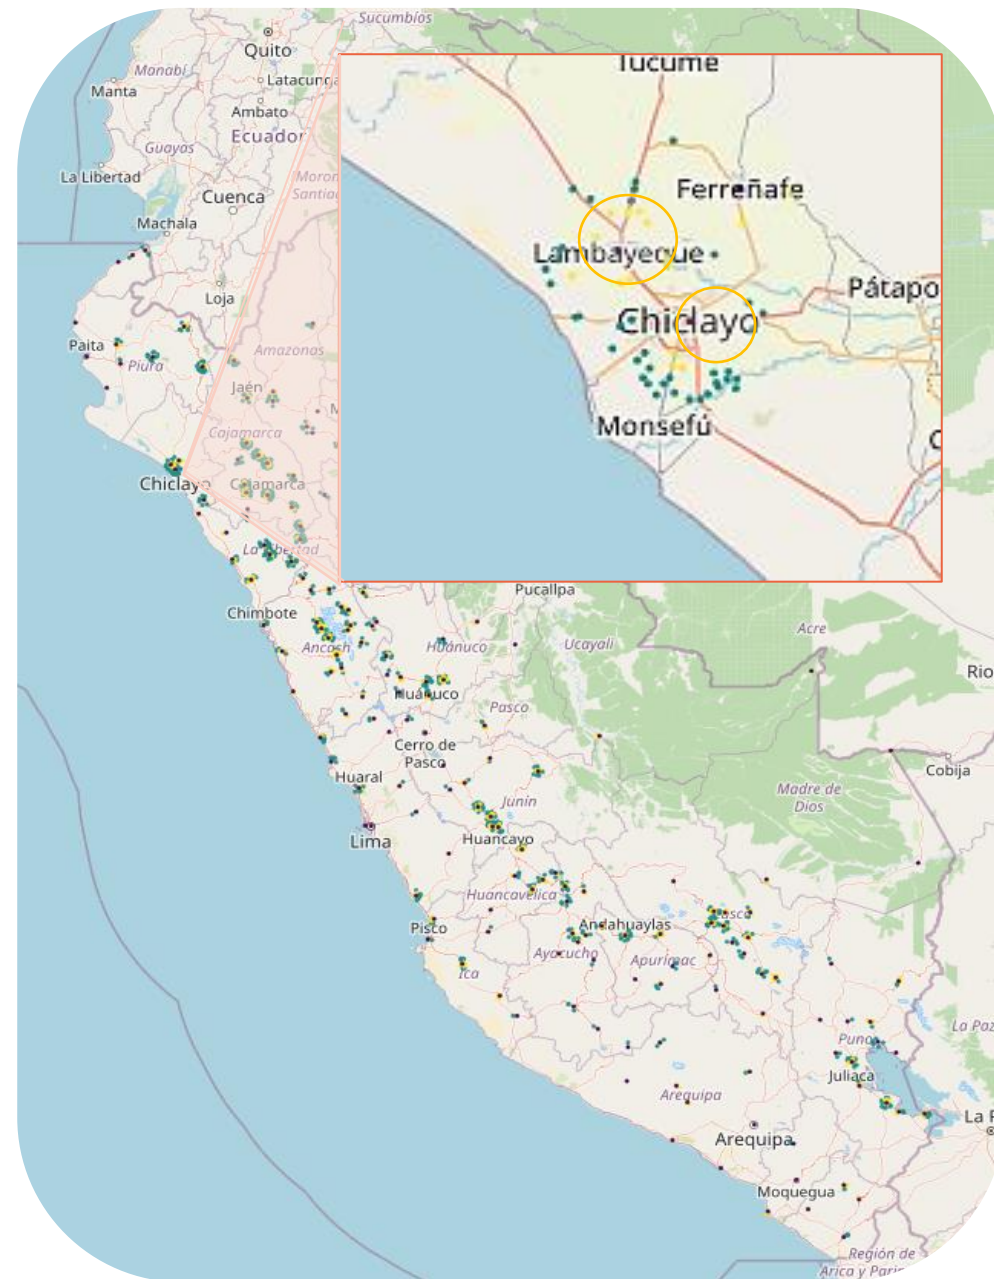 Sucumbíos
Quito
Manabí
Latacunga
Manta
Ambato
Ecuador
Guayas
La Libertad
Cuenca
Machala
Loja
Paita
Piura
Amazonas
Jaén
Cajamarca
Chiclayo
Cajamarca
La Libertad
Túcume
Ferreñafe
Lambayeque
Pátapo
Chiclayo
Monsefú
Pucallpa
Chimbote
Acre
Ancash
Huánuco
Ucayali
Rio
Huánuco
Pasco
Cerro de
Pasco
Cobija
Huaral
Madre de
Dios
Junín
Lima
Huancayo
Huancavelica
Cusco
Pisco
Andahuaylas
Ayacucho
Apurímac
Ica
La Paz
Puno
Juliaca
Arequipa
La P
Arequipa
Moquegua
Región de
Arica y Parin